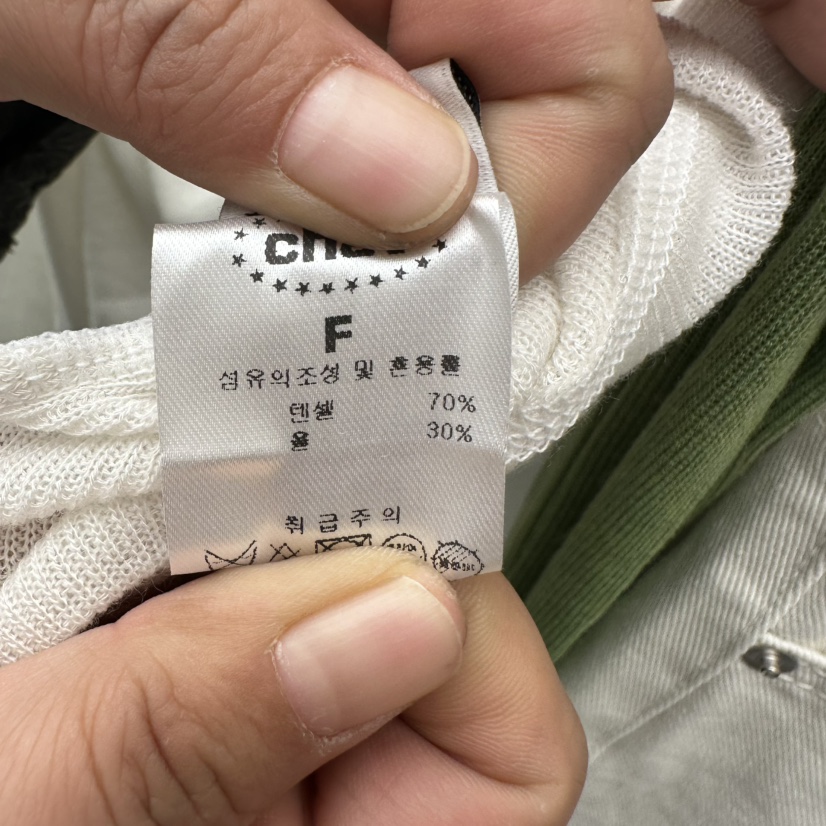 F
섬유의조성 및 혼용률
텐셀 70%
울 30%
취급주의